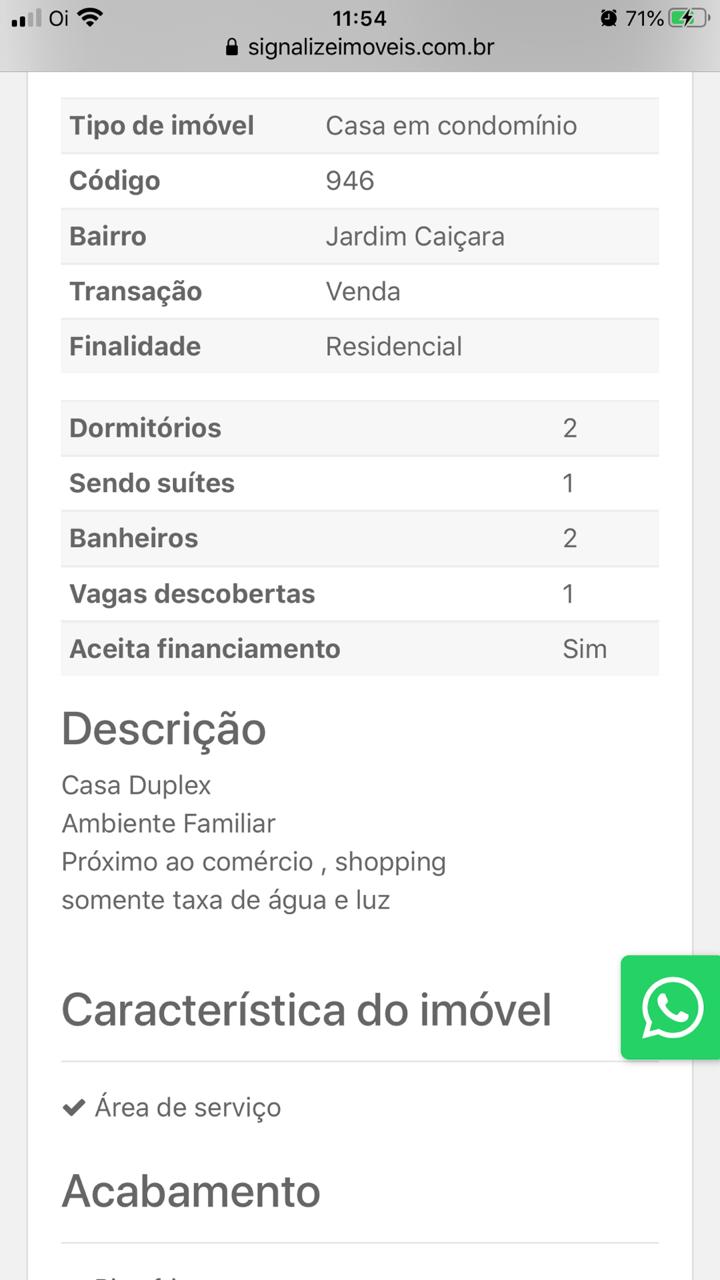 Oi 11:54 71%
signalizeimoveis.com.br
Tipo de imóvel Casa em condomínio
Código 946
Bairro Jardim Caiçara
Transação Venda
Finalidade Residencial
Dormitórios 2
Sendo suítes 1
Banheiros 2
Vagas descobertas 1
Aceita financiamento Sim
Descrição
Casa Duplex
Ambiente Familiar
Próximo ao comércio , shopping
somente taxa de água e luz
Característica do imóvel
Área de serviço
Acabamento